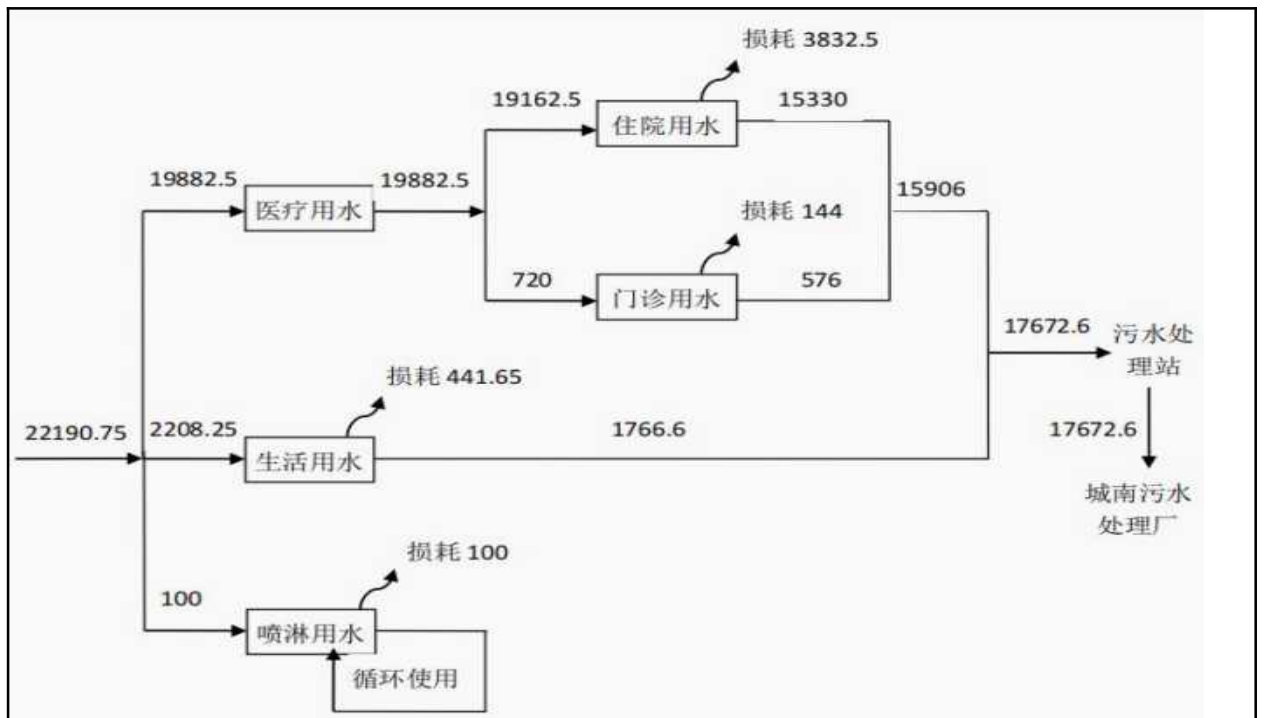 损耗 3832.5
19162.5
住院用水
15330
19882.5
医疗用水
19882.5
15906
损耗 144
720
门诊用水
576
17672.6
污水处
理站
损耗 441.65
22190.75
2208.25
生活用水
1766.6
17672.6
城南污水
处理厂
损耗 100
100
喷淋用水
循环使用